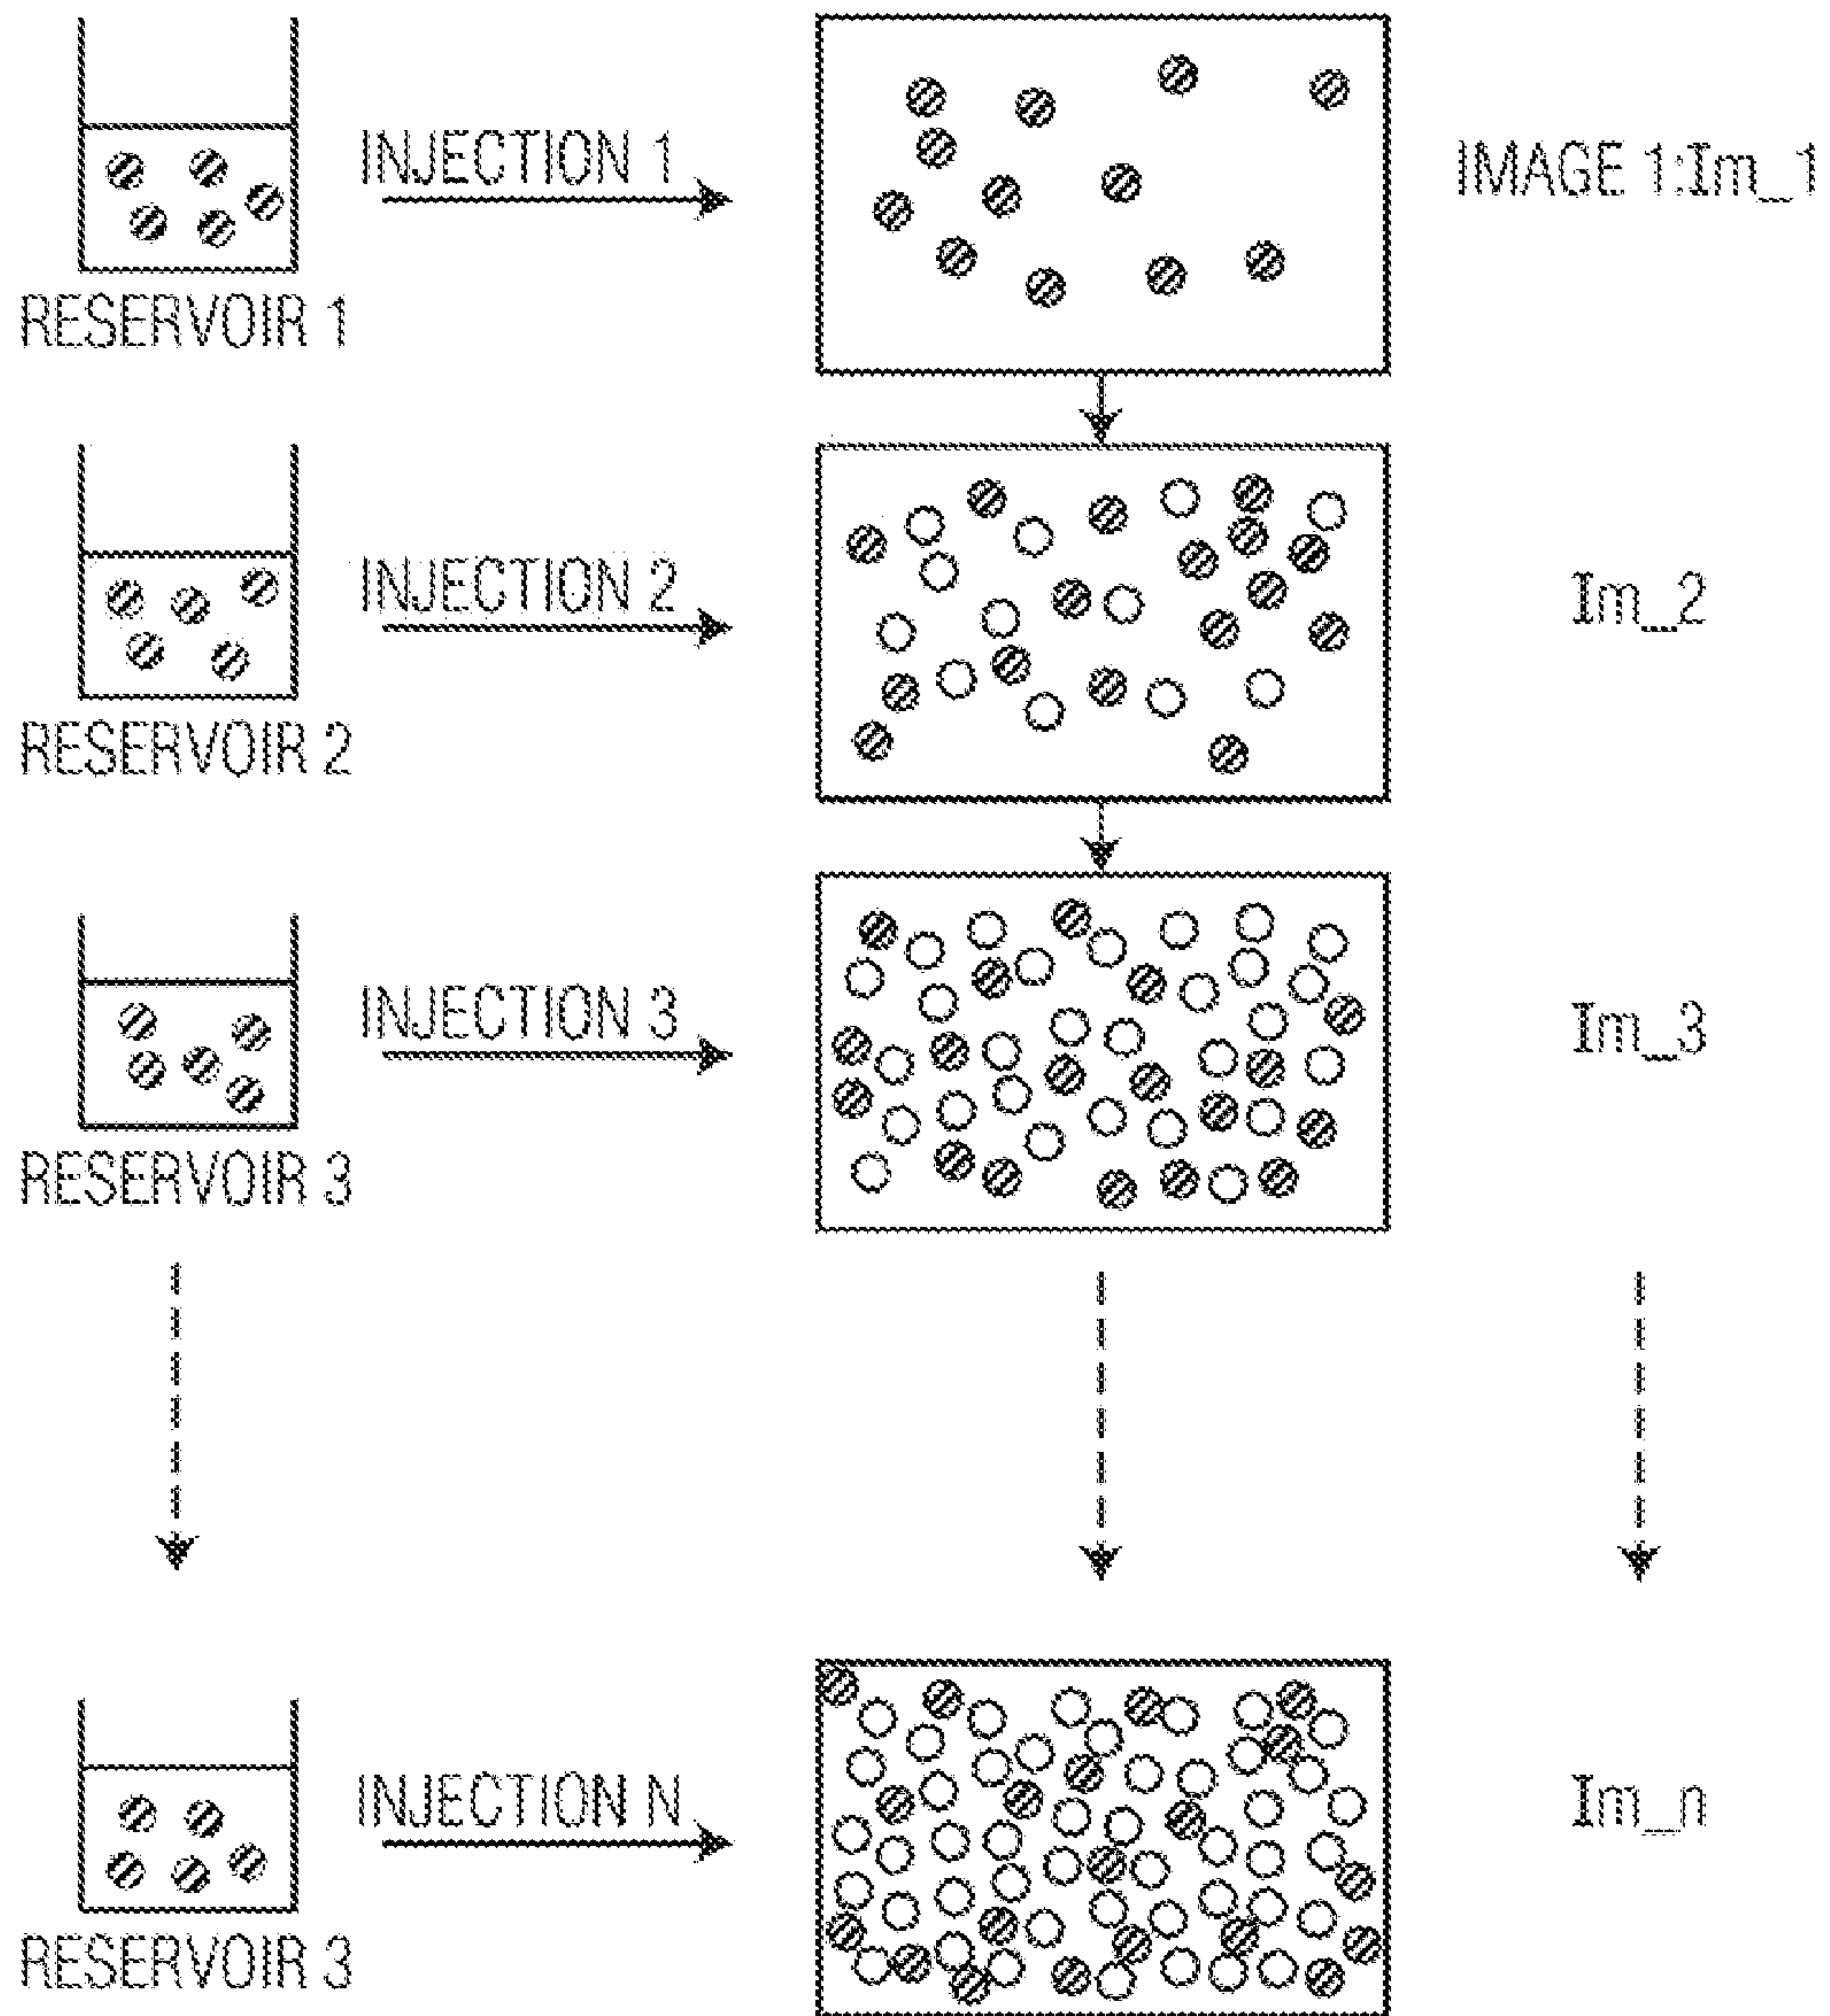 INJECTION 1
IMAGE 1:Im_1
RESERVOIR 1
INJECTION 2
Im_2
RESERVOIR 2
INJECTION 3
Im_3
RESERVOIR 3
INJECTION N
Im_n
RESERVOIR 3